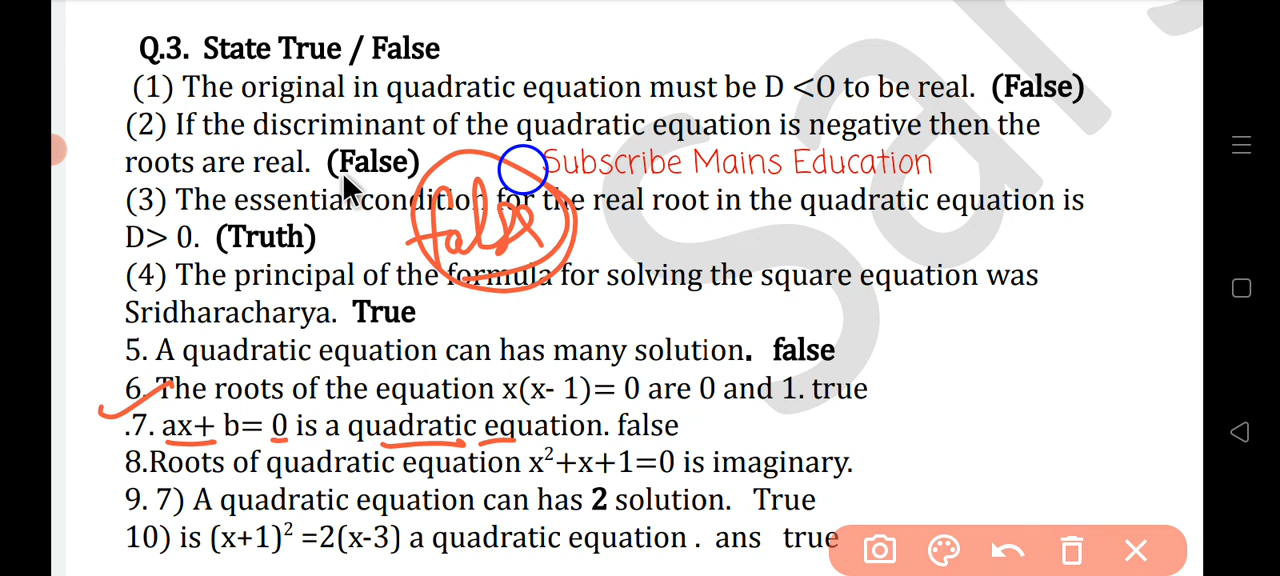 Q.3. State True / False
(1) The original in quadratic equation must be D <0 to be real. (False)
(2) If the discriminant of the quadratic equation is negative then the
roots are real. (False)
Subscribe Mains Education
(3) The essential condition for the real root in the quadratic equation is
false
D> 0. (Truth)
(4) The principal of the formula for solving the square equation was
Sridharacharya. True
5. A quadratic equation can has many solution. false
6. The roots of the equation x(x- 1)= 0 are 0 and 1. true
.7. ax+ b= 0 is a quadratic equation. false
8.Roots of quadratic equation x²+x+1=0 is imaginary.
9. 7) A quadratic equation can has 2 solution. True
10) is (x+1)² =2(x-3) a quadratic equation . ans true